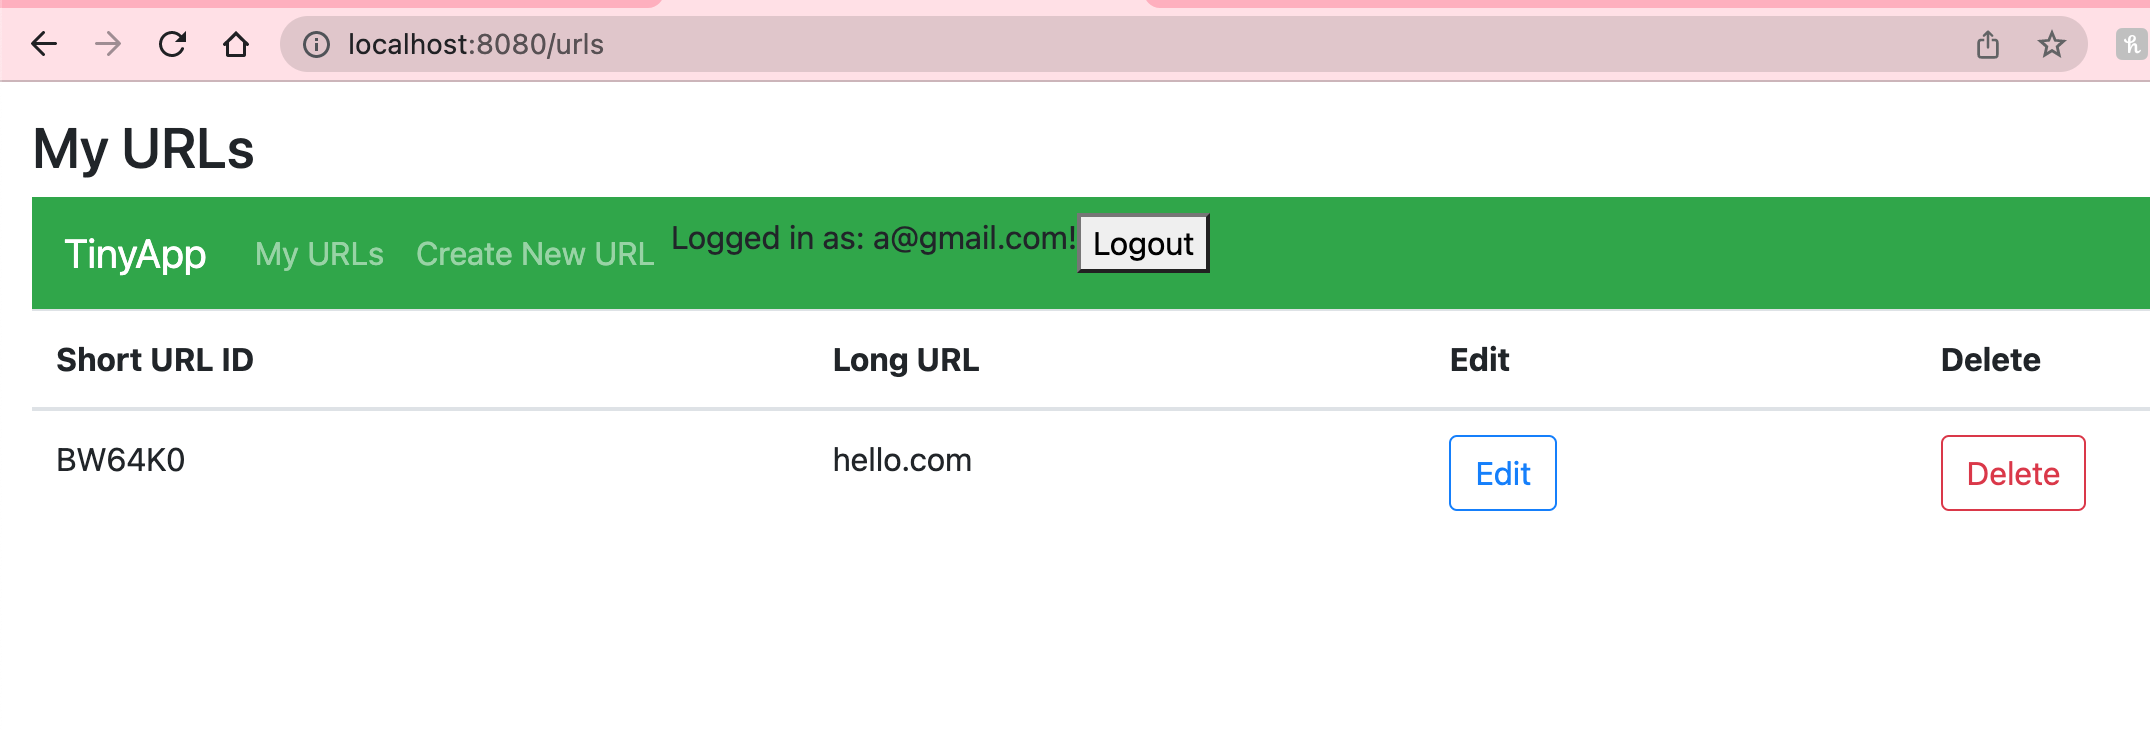 localhost:8080/urls
My URLs
TinyApp My URLs Create New URL Logged in as: a@gmail.com! Logout
Short URL ID Long URL Edit Delete
BW64K0 hello.com Edit Delete